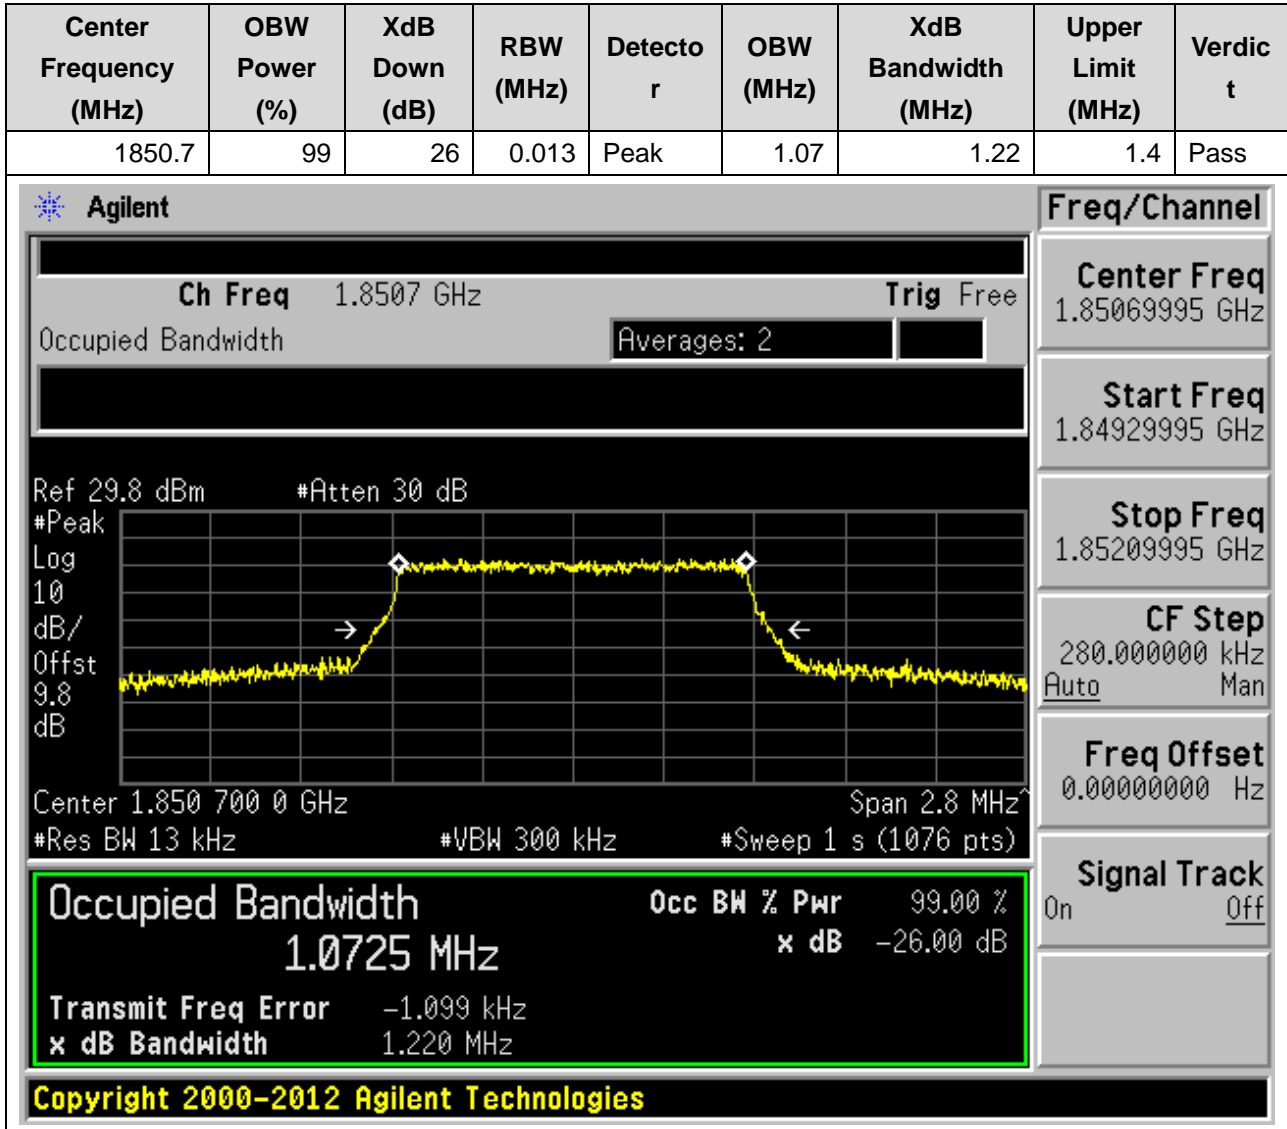 Center Frequency (MHz) OBW Power (%) XdB Down (dB) RBW (MHz) Detecto r OBW (MHz) XdB Bandwidth (MHz) Upper Limit (MHz) Verdic t
1850.7 99 26 0.013 Peak 1.07 1.22 1.4 Pass
Agilent Freq/Channel
Ch Freq 1.8507 GHz Trig Free
Occupied Bandwidth Averages: 2
Center Freq
1.85069995 GHz
Start Freq
1.84929995 GHz
Stop Freq
1.85209995 GHz
CF Step
280.000000 kHz
Auto Man
Freq Offset
0.00000000 Hz
Signal Track
On Off
Ref 29.8 dBm #Atten 30 dB
#Peak
Log
10
dB/
Offst
9.8
dB
Center 1.850 700 0 GHz Span 2.8 MHz^
#Res BW 13 kHz #VBW 300 kHz #Sweep 1 s (1076 pts)
Occupied Bandwidth Occ BW % Pwr 99.00 %
1.0725 MHz x dB -26.00 dB
Transmit Freq Error -1.099 kHz
x dB Bandwidth 1.220 MHz
Copyright 2000-2012 Agilent Technologies